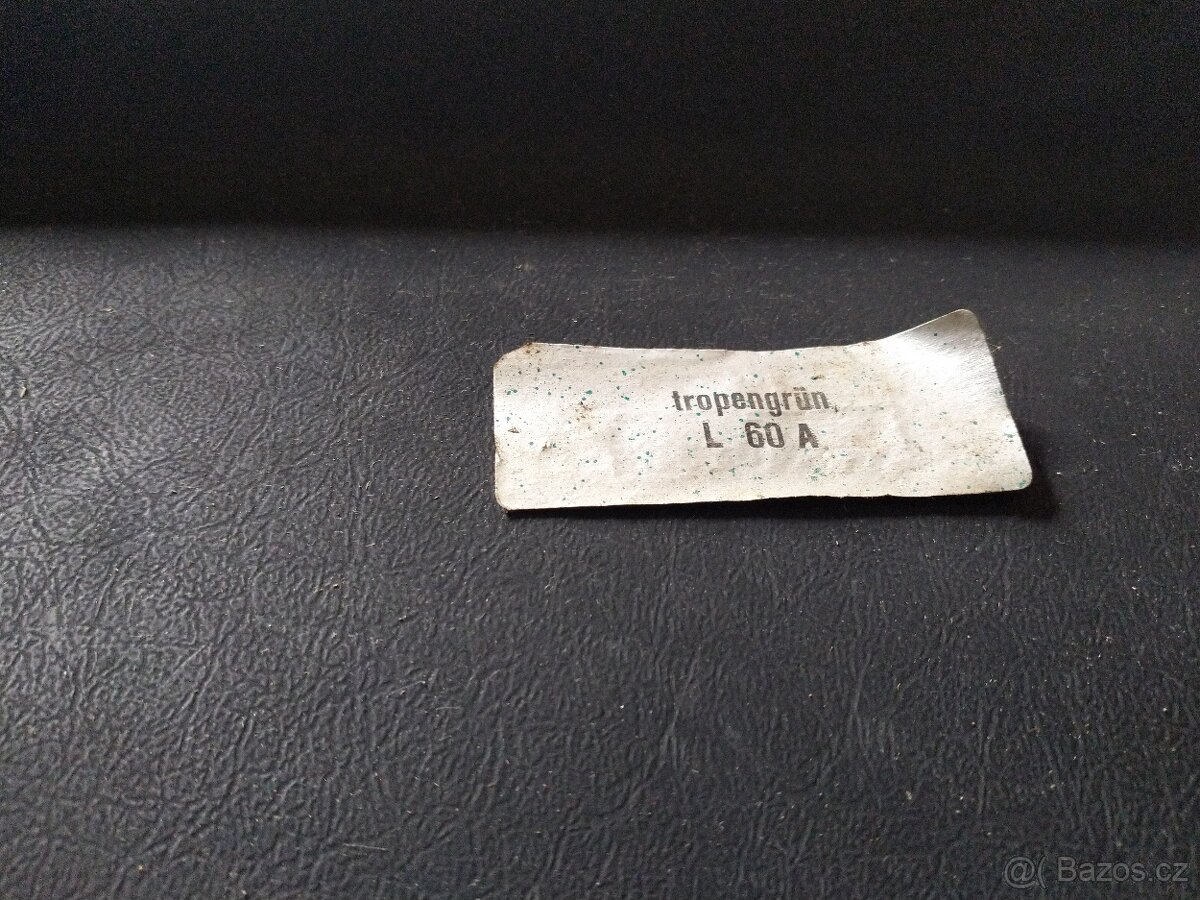 tropengrün
L 60 A
@( Bazos.cz